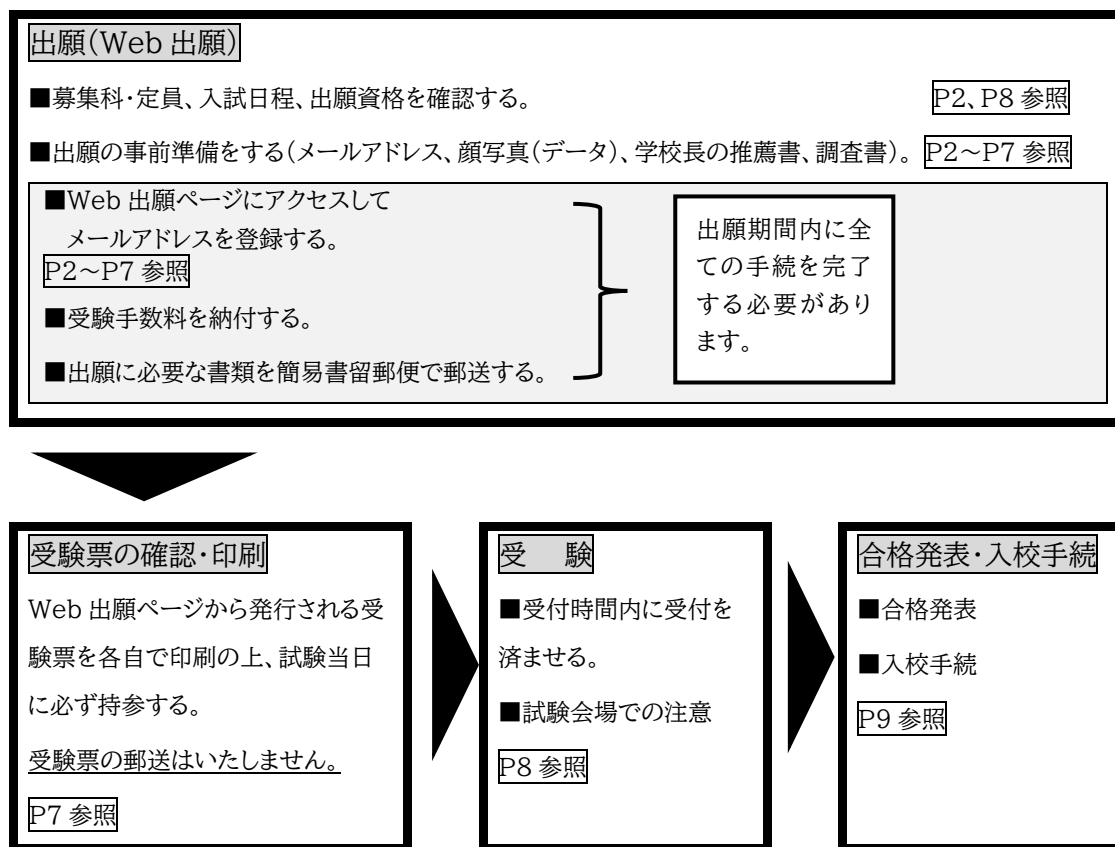 出願(Web 出願)
■募集科・定員、入試日程、出願資格を確認する。 P2、P8 参照
■出願の事前準備をする(メールアドレス、顔写真(データ)、学校長の推薦書、調査書)。 P2~P7 参照
■Web 出願ページにアクセスして
メールアドレスを登録する。
P2~P7 参照
■受験手数料を納付する。
■出願に必要な書類を簡易書留郵便で郵送する。
出願期間内に全
ての手続を完了
する必要があり
ます。
受験票の確認・印刷
Web 出願ページから発行される受
験票を各自で印刷の上、試験当日
に必ず持参する。
受験票の郵送はいたしません。
P7 参照
受 験
■受付時間内に受付を
済ませる。
■試験会場での注意
P8 参照
合格発表・入校手続
■合格発表
■入校手続
P9 参照